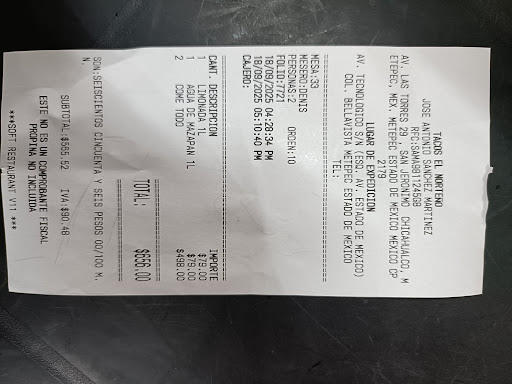 TACOS EL NORTEÑO
JOSE ANTONIO SANCHEZ MARTINEZ
RFC:SAMA981124S99
AV. LAS TORRES 29 , SAN JERONIMO CHICAHUALCO, M
ETEPEC, MEX. METEPEC ESTADO DE MEXICO MEXICO CP
2179
LUGAR DE EXPEDICION
AV. TECNOLOGICO S/N (ESQ. AV. ESTADO DE MEXICO)
COL. BELLAVISTA METEPEC ESTADO DE MEXICO
TEL:
MESA:33
MESERO:DENIS
PERSONAS:2 ORDEN:10
FOLIO:7721
18/09/2025 04:28:34 PM
18/09/2025 05:10:40 PM
CAJERO:
CANT. DESCRIPCION IMPORTE
1 LIMONADA 1L $79.00
1 AGUA DE MAZAPAN 1L $79.00
2 COME TODO $498.00
TOTAL: $656.00
SON:SEISCIENTOS CINCUENTA Y SEIS PESOS 00/100 M.
N.
SUBTOTAL:$565.52 IVA:$90.48
ESTE NO ES UN COMPROBANTE FISCAL
PROPINA NO INCLUIDA
***SOFT RESTAURANT V11 ***